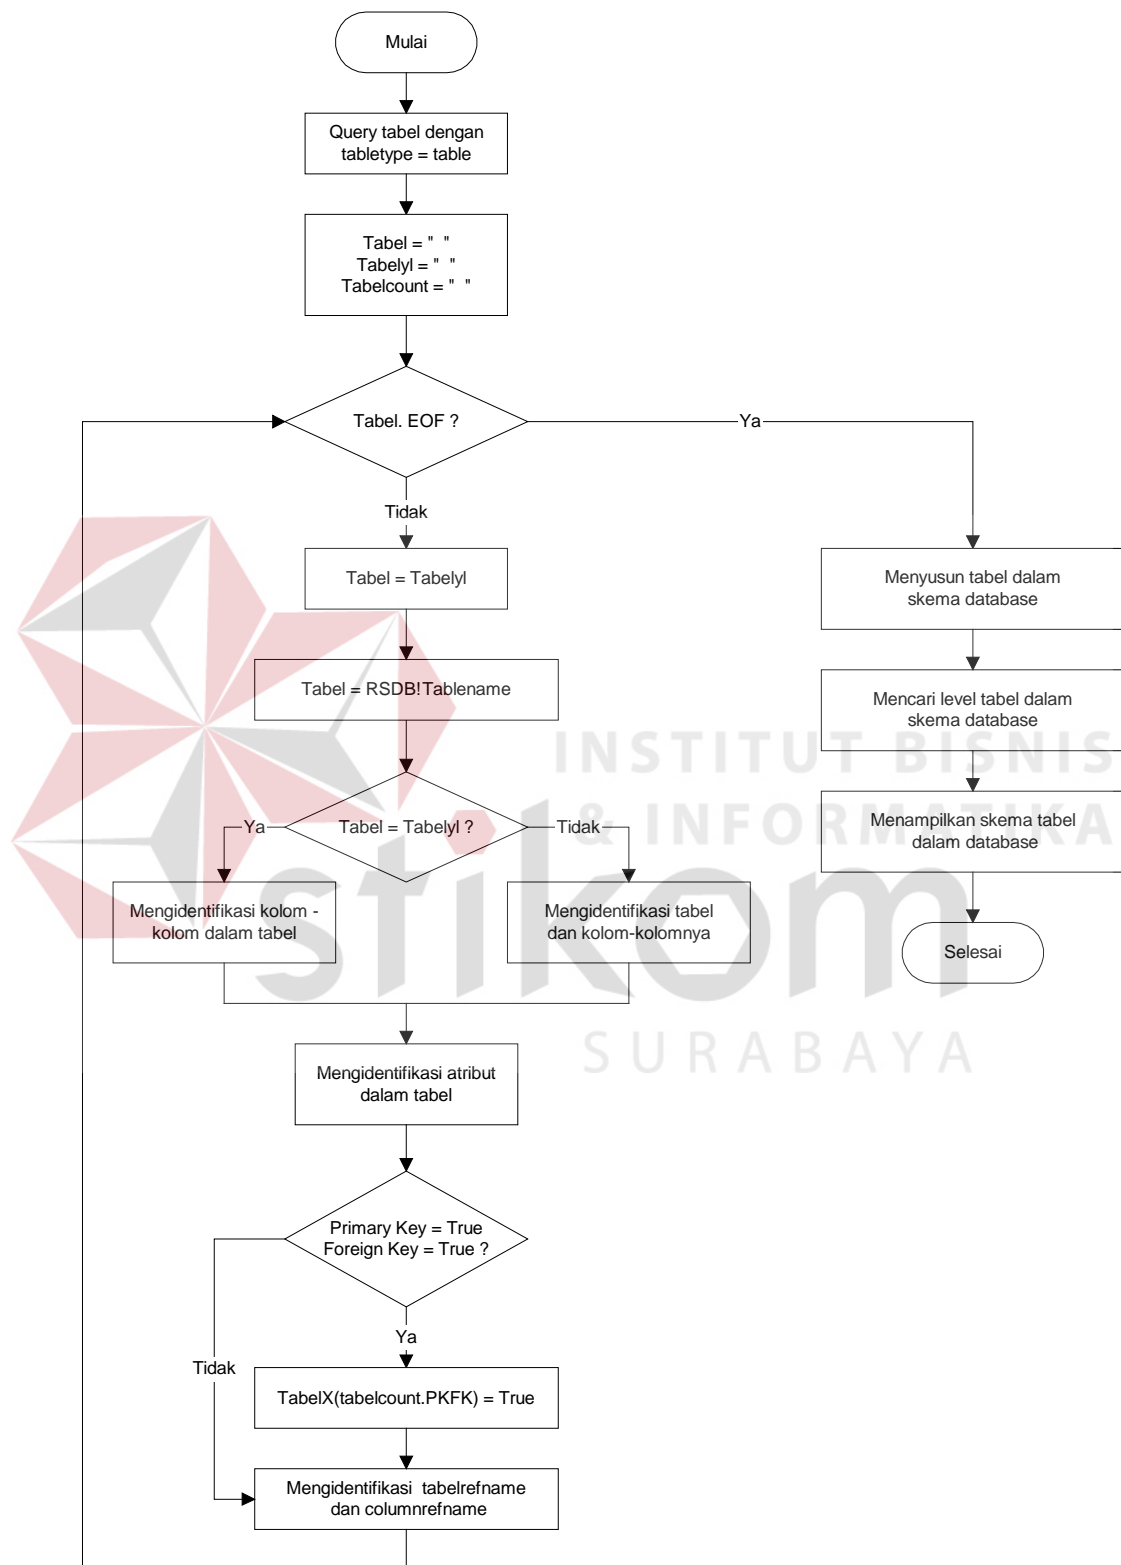 Mulai
Query tabel dengan
tabletype = table
Tabel = " "
Tabelyl = " "
Tabelcount = " "
Tabel. EOF ?
Ya
Tidak
Tabel = Tabelyl
Menyusun tabel dalam
skema database
Tabel = RSDB!Tablename
Mencari level tabel dalam
skema database
INSTITUT BISNIS
& INFORMATIKA
Tabel = Tabelyl ?
Ya
Tidak
Menampilkan skema tabel
dalam database
Mengidentifikasi kolom -
kolom dalam tabel
Mengidentifikasi tabel
dan kolom-kolomnya
Selesai
stikom
SURABAYA
Mengidentifikasi atribut
dalam tabel
Primary Key = True
Foreign Key = True ?
Ya
Tidak
TabelX(tabelcount.PKFK) = True
Mengidentifikasi tabelrefname
dan columnrefname